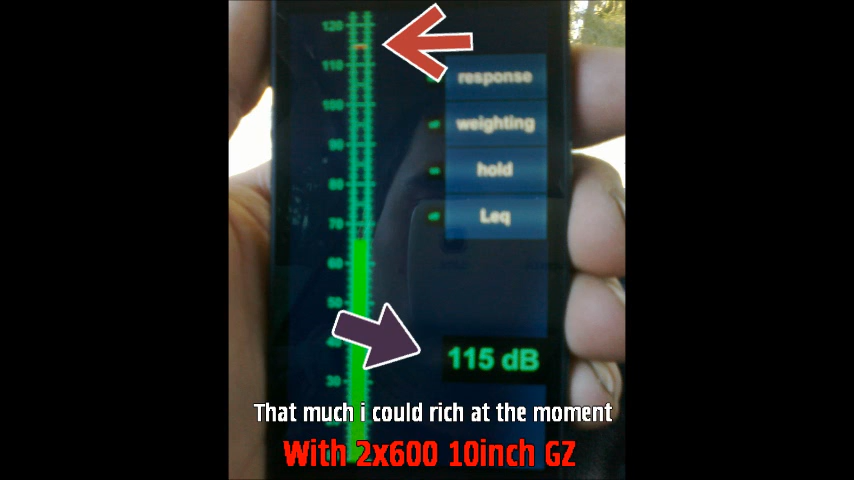 120
110
100
90
80
70
60
50
30
response
weighting
hold
Leq
115 dB
That much i could rich at the moment
With 2x600 10inch GZ